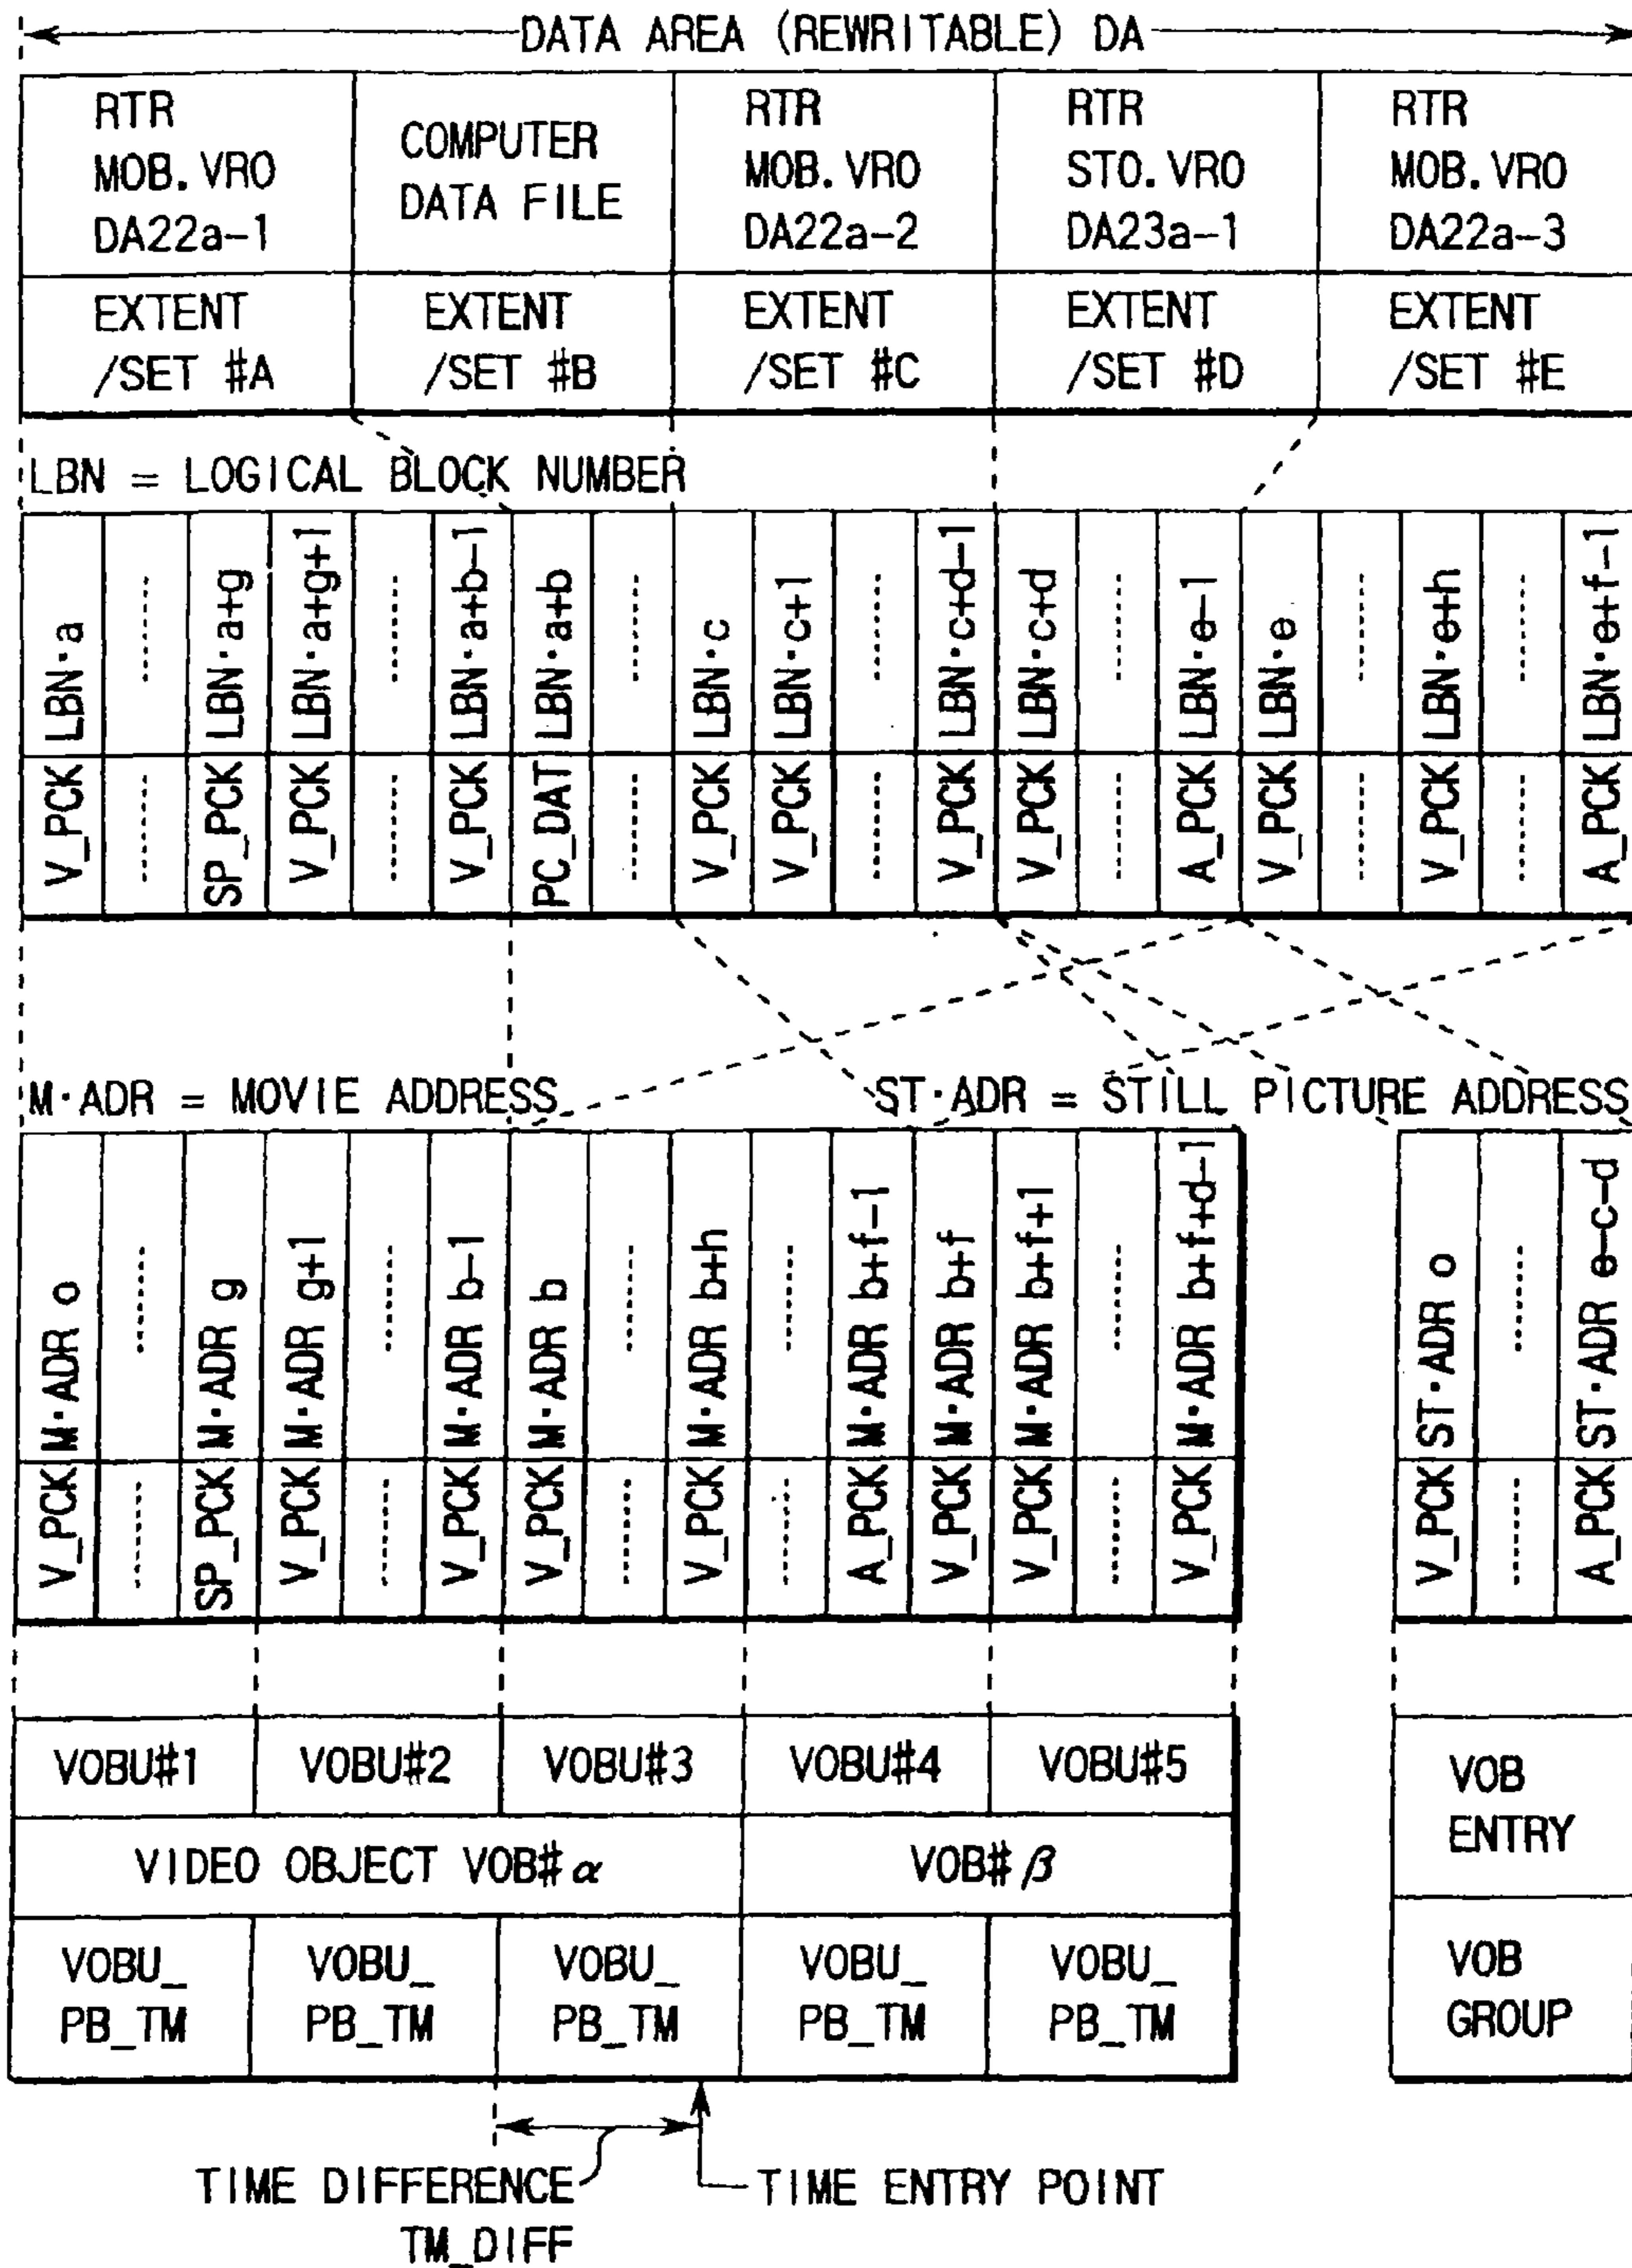 DATA AREA (REWRITABLE) DA
RTR
MOB.VRO
DA22a-1
COMPUTER
DATA FILE
RTR
MOB.VRO
DA22a-2
RTR
STO.VRO
DA23a-1
RTR
MOB.VRO
DA22a-3
EXTENT
/SET #A
EXTENT
/SET #B
EXTENT
/SET #C
EXTENT
/SET #D
EXTENT
/SET #E
LBN = LOGICAL BLOCK NUMBER
V_PCK LBN·a
SP_PCK LBN·a+g
V_PCK LBN·a+g+1
V_PCK LBN·a+b-1
PC_DAT LBN·a+b
V_PCK LBN·c
V_PCK LBN·c+1
V_PCK LBN·c+d-1
V_PCK LBN·c+d
A_PCK LBN·e-1
V_PCK LBN·e
V_PCK LBN·e+h
A_PCK LBN·e+f-1
M·ADR = MOVIE ADDRESS
ST·ADR = STILL PICTURE ADDRESS
V_PCK M·ADR o
SP_PCK M·ADR g
V_PCK M·ADR g+1
V_PCK M·ADR b-1
V_PCK M·ADR b
V_PCK M·ADR b+h
A_PCK M·ADR b+f-1
V_PCK M·ADR b+f
V_PCK M·ADR b+f+1
V_PCK M·ADR b+f+d-1
V_PCK ST·ADR o
A_PCK ST·ADR e-c-d
VOBU#1
VOBU#2
VOBU#3
VOBU#4
VOBU#5
VOB
ENTRY
VIDEO OBJECT VOB#α
VOB#β
VOBU_
PB_TM
VOBU_
PB_TM
VOBU_
PB_TM
VOBU_
PB_TM
VOBU_
PB_TM
VOB
GROUP
TIME DIFFERENCE
TM_DIFF
TIME ENTRY POINT